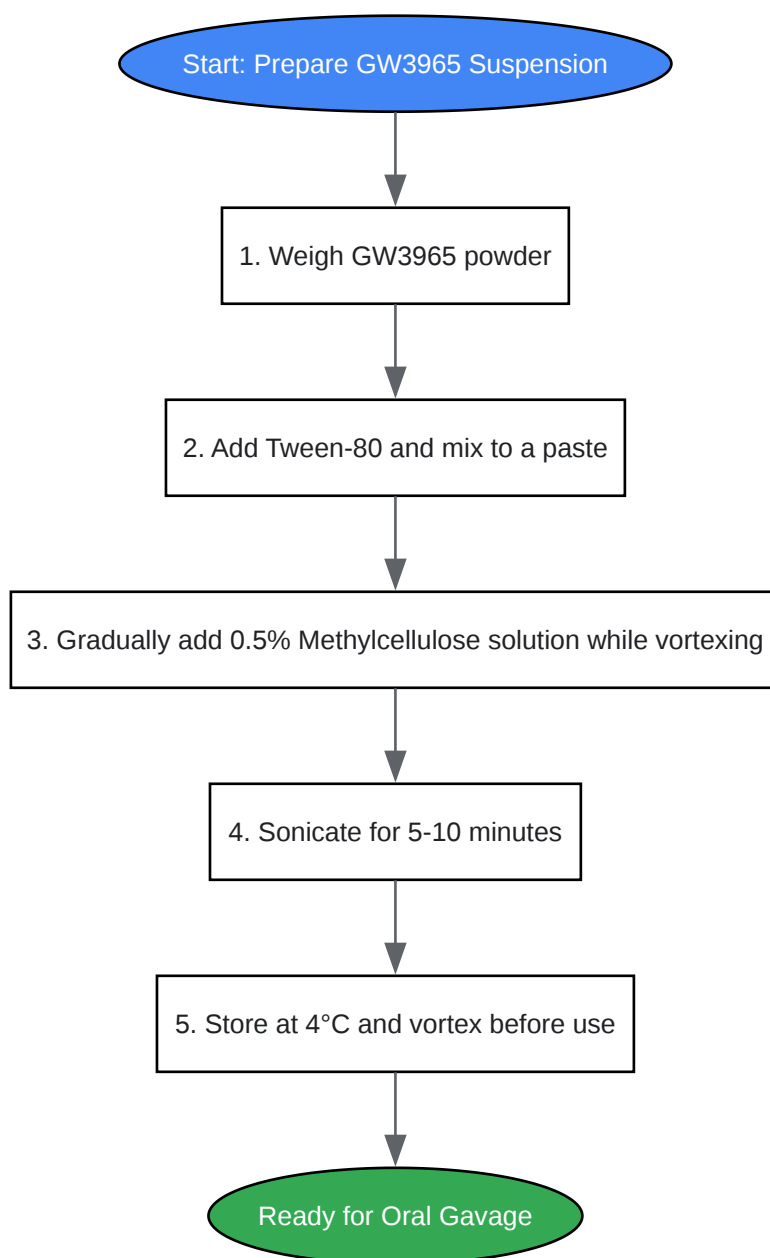 Start: Prepare GW3965 Suspension
1. Weigh GW3965 powder
2. Add Tween-80 and mix to a paste
3. Gradually add 0.5% Methylcellulose solution while vortexing
4. Sonicate for 5-10 minutes
5. Store at 4°C and vortex before use
Ready for Oral Gavage